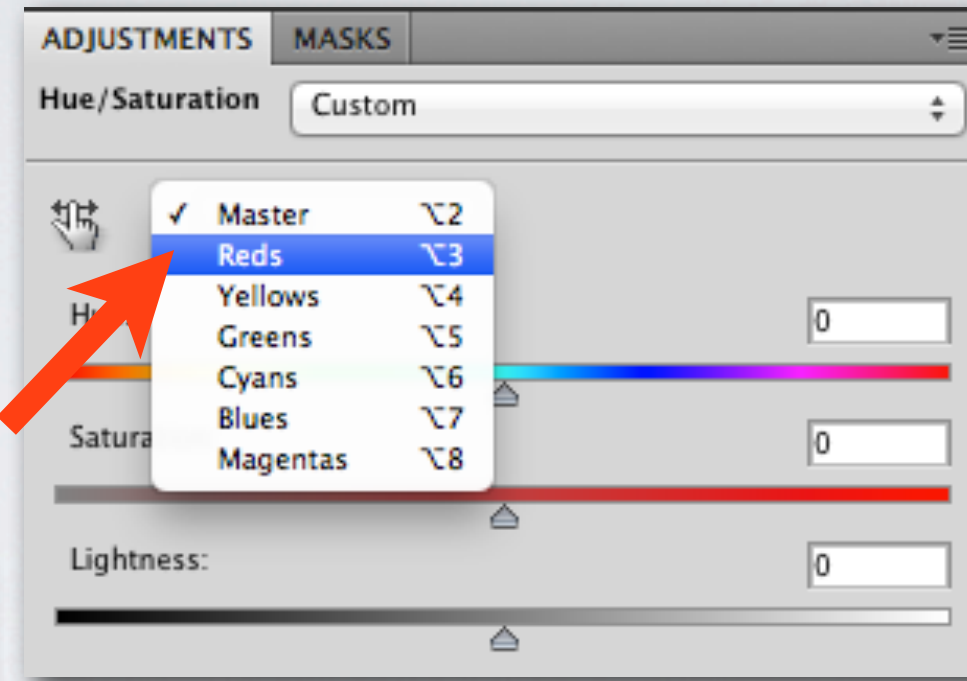 ADJUSTMENTS MASKS
Hue/Saturation Custom
✓ Master ⌥2
Reds ⌥3
Yellows ⌥4
0
Greens ⌥5
Cyans ⌥6
Blues ⌥7
0
Magentas ⌥8
Lightness: 0